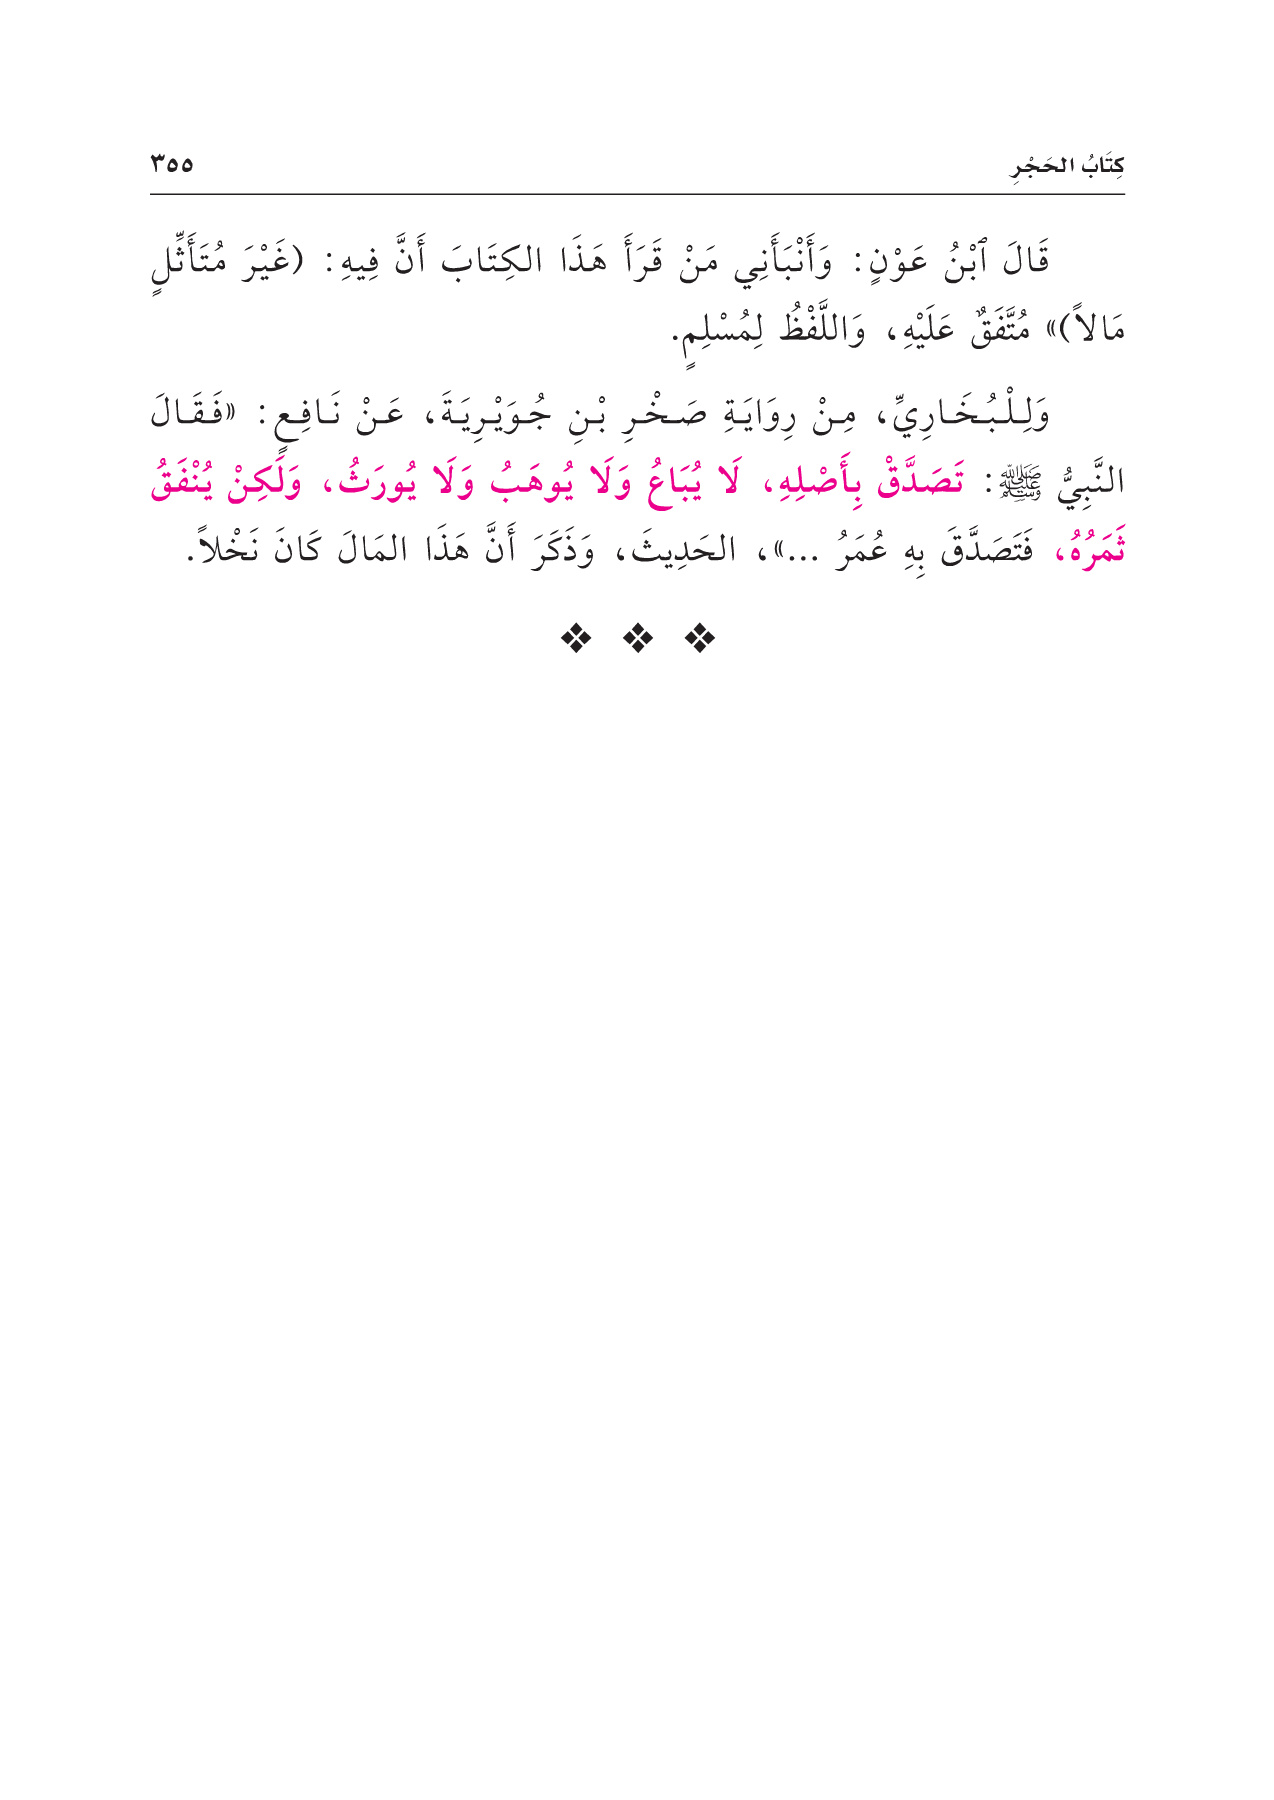 كِتَابُ الحَجْرِ ٣٥٥
قَالَ ٱبْنُ عَوْنٍ: وَأَنْبَأَنِي مَنْ قَرَأَ هَذَا الكِتَابَ أَنَّ فِيهِ: (غَيْرَ مُتَأَثِّلٍ
مَالاً)» مُتَّفَقٌ عَلَيْهِ، وَاللَّفْظُ لِمُسْلِمٍ.
وَلِلْبُخَارِيِّ، مِنْ رِوَايَةِ صَخْرِ بْنِ جُوَيْرِيَةَ، عَنْ نَافِعٍ: «فَقَالَ
النَّبِيُّ ﷺ: تَصَدَّقْ بِأَصْلِهِ، لَا يُبَاعُ وَلَا يُوهَبُ وَلَا يُورَثُ، وَلَكِنْ يُنْفَقُ
ثَمَرُهُ، فَتَصَدَّقَ بِهِ عُمَرُ ...»، الحَدِيثَ، وَذَكَرَ أَنَّ هَذَا المَالَ كَانَ نَخْلاً.